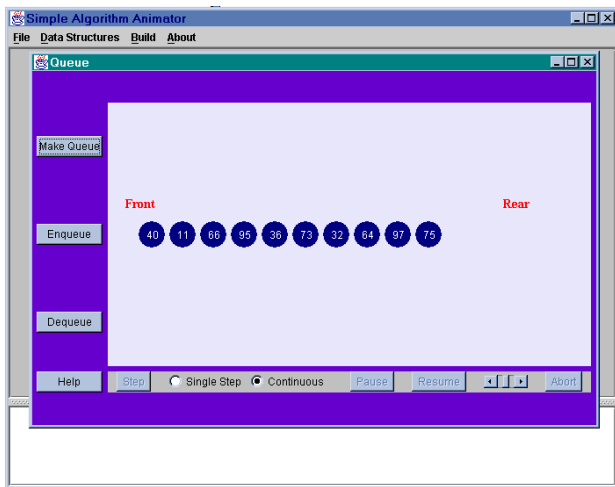 Simple Algorithm Animator
File Data Structures Build About
Queue
Make Queue
Front Rear
Enqueue
40 11 66 95 36 73 32 64 97 75
Dequeue
Help Step Single Step Continuous Pause Resume Abort